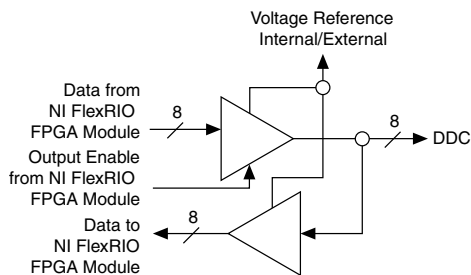 Voltage Reference
Internal/External
Data from
NI FlexRIO
FPGA Module
8
8
DDC
Output Enable
from NI FlexRIO
FPGA Module
Data to
NI FlexRIO
FPGA Module
8